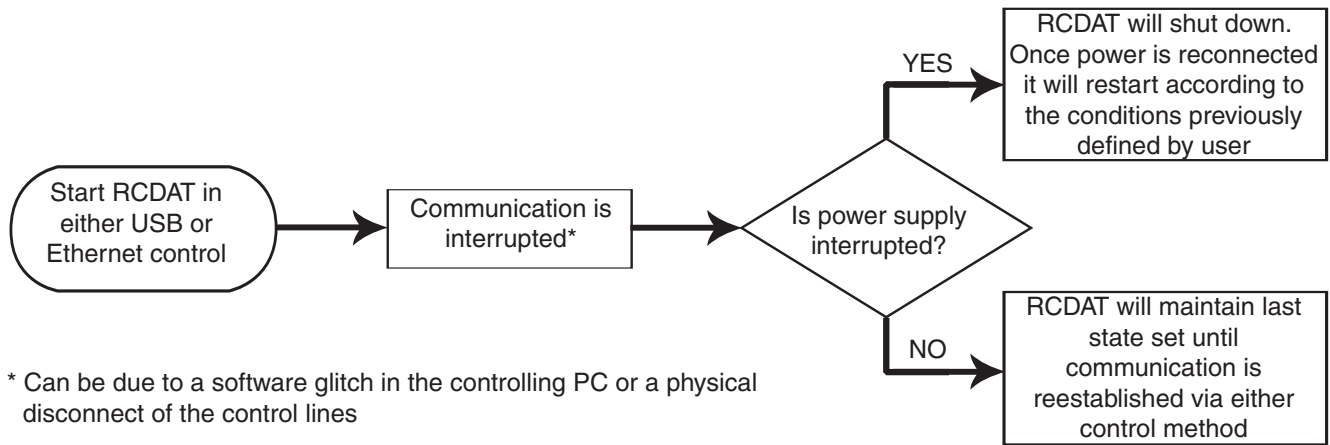 Start RCDAT in
either USB or
Ethernet control
Communication is
interrupted*
Is power supply
interrupted?
YES
RCDAT will shut down.
Once power is reconnected
it will restart according to
the conditions previously
defined by user
NO
RCDAT will maintain last
state set until
communication is
reestablished via either
control method
* Can be due to a software glitch in the controlling PC or a physical
disconnect of the control lines